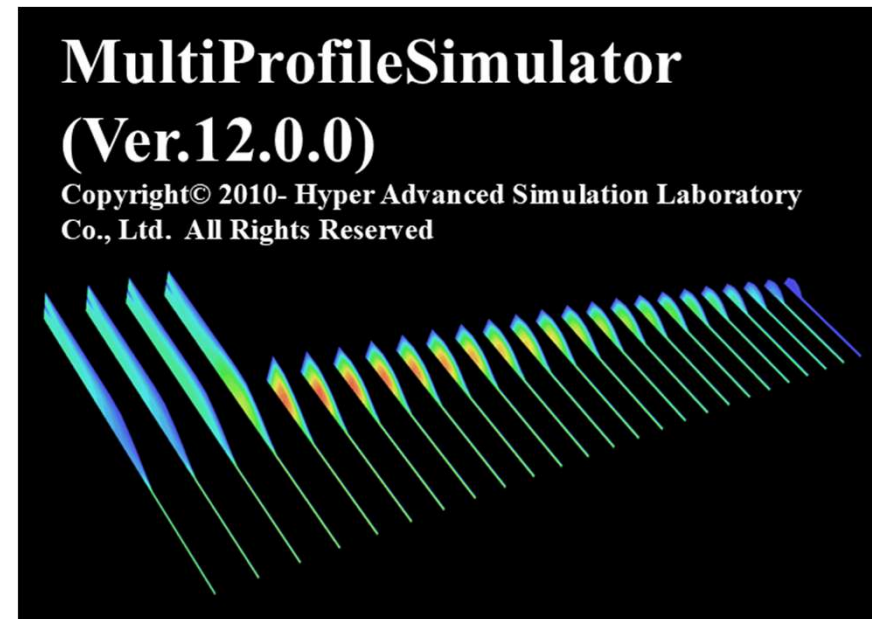 MultiProfileSimulator
(Ver.12.0.0)
Copyright© 2010- Hyper Advanced Simulation Laboratory
Co., Ltd.  All Rights Reserved